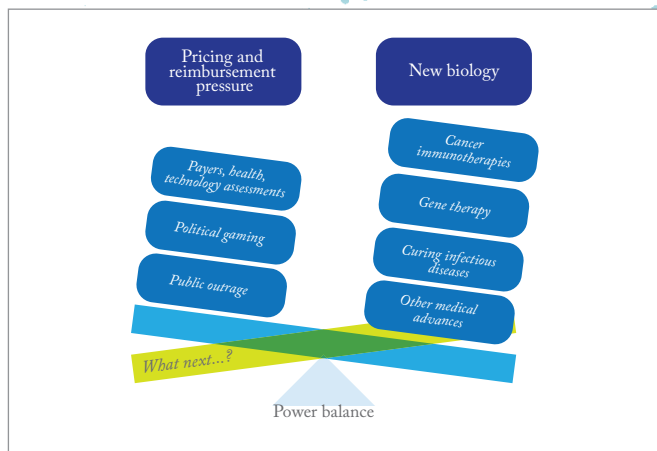 Pricing and
reimbursement
pressure
New biology
Payers, health,
technology assessments
Political gaming
Public outrage
Cancer
immunotherapies
Gene therapy
Curing infectious
diseases
Other medical
advances
What next...?
Power balance